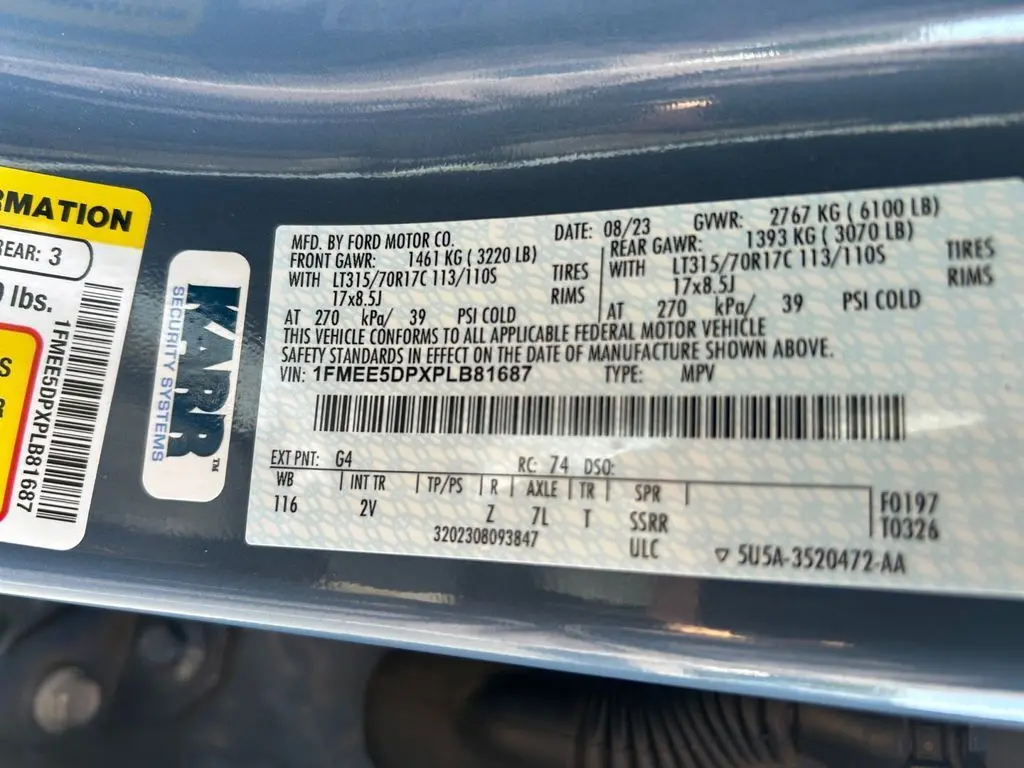 RMATION
REAR: 3
lbs.
S
R
1FMEE5DPXPLB81687
KARR™
SECURITY SYSTEMS
MFD. BY FORD MOTOR CO. DATE: 08/23 GVWR: 2767 KG ( 6100 LB)
FRONT GAWR: 1461 KG ( 3220 LB) REAR GAWR: 1393 KG ( 3070 LB)
WITH LT315/70R17C 113/110S TIRES WITH LT315/70R17C 113/110S TIRES
17x8.5J RIMS 17x8.5J RIMS
AT 270 kPa/ 39 PSI COLD AT 270 kPa/ 39 PSI COLD
THIS VEHICLE CONFORMS TO ALL APPLICABLE FEDERAL MOTOR VEHICLE
SAFETY STANDARDS IN EFFECT ON THE DATE OF MANUFACTURE SHOWN ABOVE.
VIN: 1FMEE5DPXPLB81687 TYPE: MPV
EXT PNT: G4 RC: 74 DSO:
WB INT TR TP/PS R AXLE TR SPR F0197
116 2V Z 7L T SSRR T0326
3202308093847 ULC ▽ 5U5A-3520472-AA